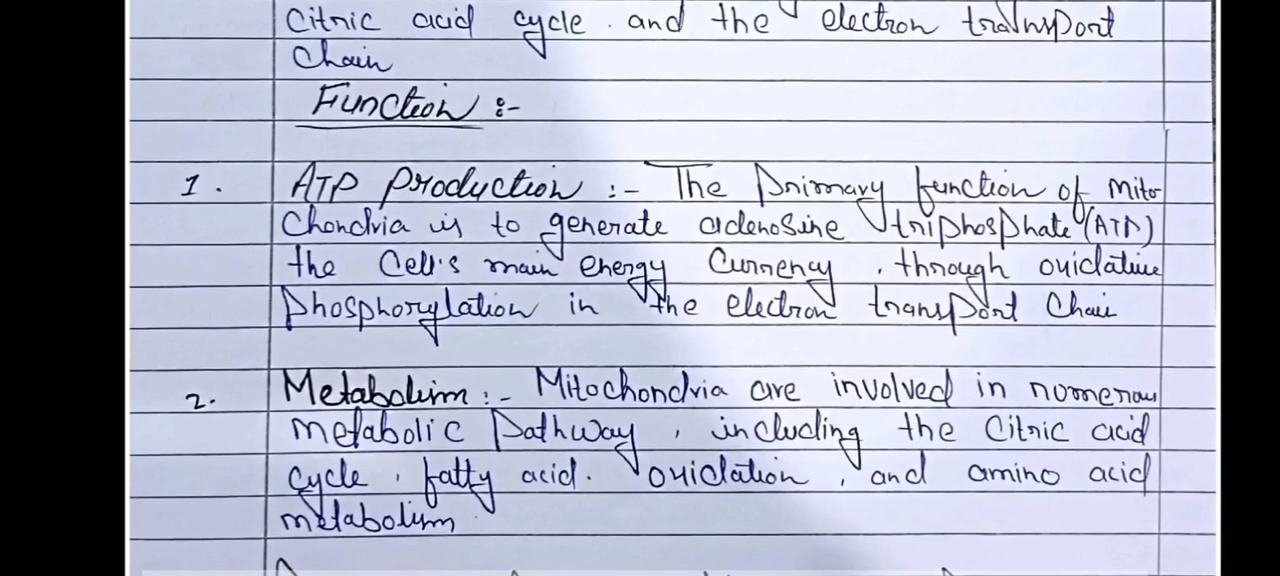 Citric acid cycle. and the electron transport
Chain
Function :-
1. ATP Production :- The primary function of Mito
Chondria is to generate adenosine triphosphate (ATP)
the Cell's main energy Currency, through oxidative
phosphorylation in the electron transport Chain
2. Metabolism :- Mitochondria are involved in numerous
metabolic Pathway, including the Citric acid
cycle, fatty acid. oxidation, and amino acid
metabolism.